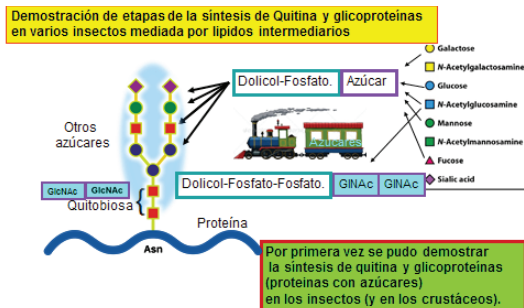 Demostración de etapas de la síntesis de Quitina y glicoproteínas
en varios insectos mediada por lipidos intermediarios
Dolicol-Fosfato.
Azúcar
Galactose
N-Acetylgalactosamine
Glucose
N-Acetylglucosamine
Mannose
N-Acetylmannosamine
Fucose
Sialic acid
Otros
azúcares
Azúcares
Dolicol-Fosfato-Fosfato.
GlNAc
GlNAc
GlcNAc
GlcNAc
Quitobiosa
Proteína
Asn
Por primera vez se pudo demostrar
la síntesis de quitina y glicoproteínas
(proteínas con azúcares)
en los insectos (y en los crustáceos).